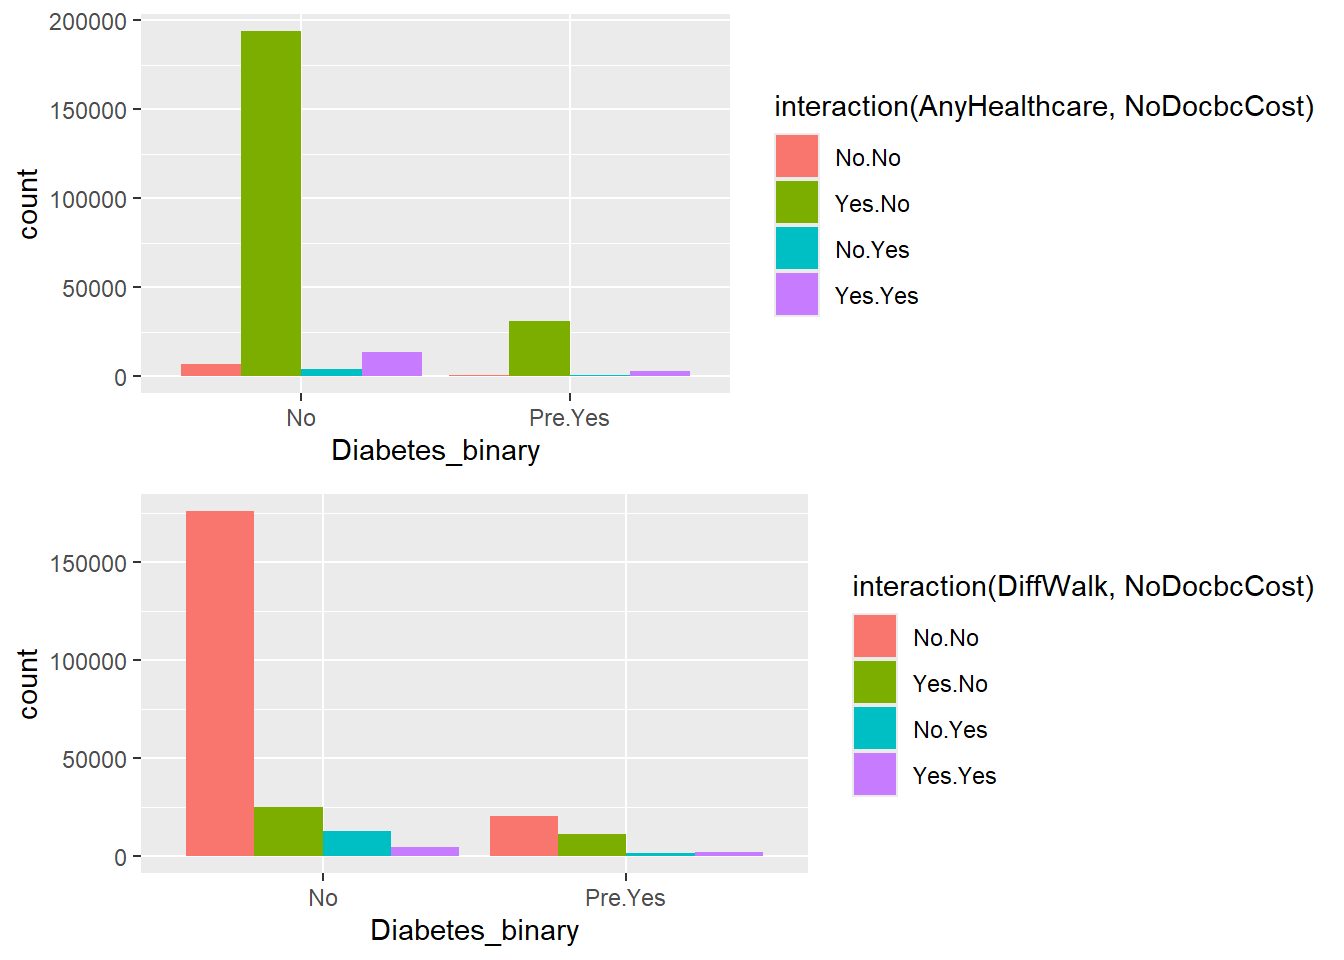 200000
150000
100000
50000
0
count
No
Pre.Yes
Diabetes_binary
interaction(AnyHealthcare, NoDocbcCost)
No.No
Yes.No
No.Yes
Yes.Yes
150000
100000
50000
0
count
No
Pre.Yes
Diabetes_binary
interaction(DiffWalk, NoDocbcCost)
No.No
Yes.No
No.Yes
Yes.Yes